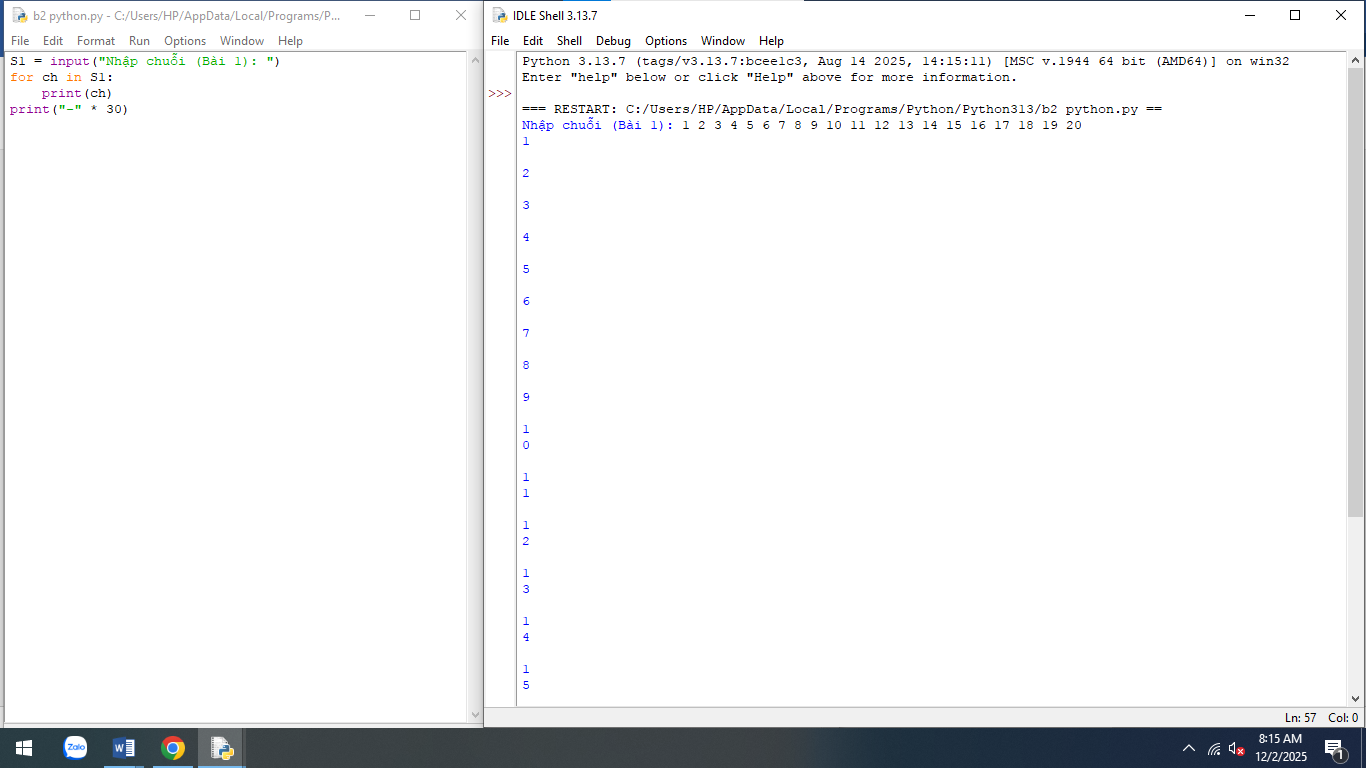 b2 python.py - C:/Users/HP/AppData/Local/Programs/P...
File Edit Format Run Options Window Help
S1 = input("Nhập chuỗi (Bài 1): ")
for ch in S1:
    print(ch)
print("-" * 30)
IDLE Shell 3.13.7
File Edit Shell Debug Options Window Help
Python 3.13.7 (tags/v3.13.7:bcee1c3, Aug 14 2025, 14:15:11) [MSC v.1944 64 bit (AMD64)] on win32
Enter "help" below or click "Help" above for more information.
>>>
=== RESTART: C:/Users/HP/AppData/Local/Programs/Python/Python313/b2 python.py ==
Nhập chuỗi (Bài 1): 1 2 3 4 5 6 7 8 9 10 11 12 13 14 15 16 17 18 19 20
1
2
3
4
5
6
7
8
9
1
0
1
1
1
2
1
3
1
4
1
5
Ln: 57 Col: 0
Zalo
W
8:15 AM
12/2/2025
1